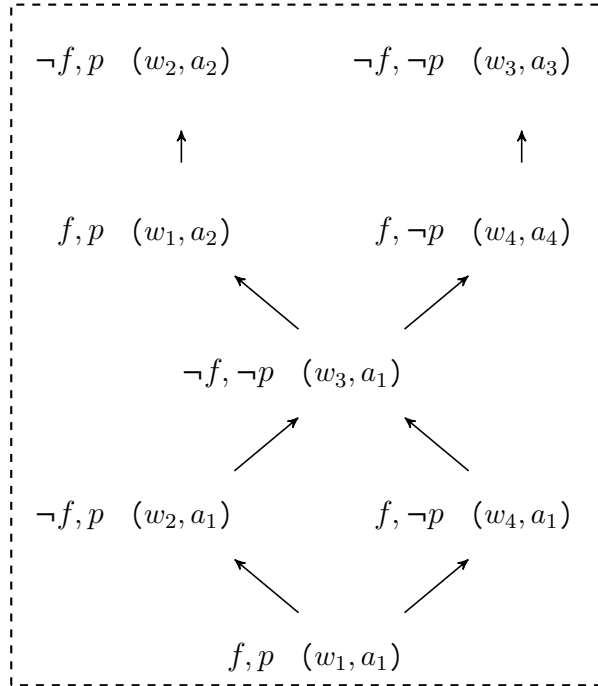 ¬f, p (w₂, a₂) ¬f, ¬p (w₃, a₃)
f, p (w₁, a₂) f, ¬p (w₄, a₄)
¬f, ¬p (w₃, a₁)
¬f, p (w₂, a₁) f, ¬p (w₄, a₁)
f, p (w₁, a₁)